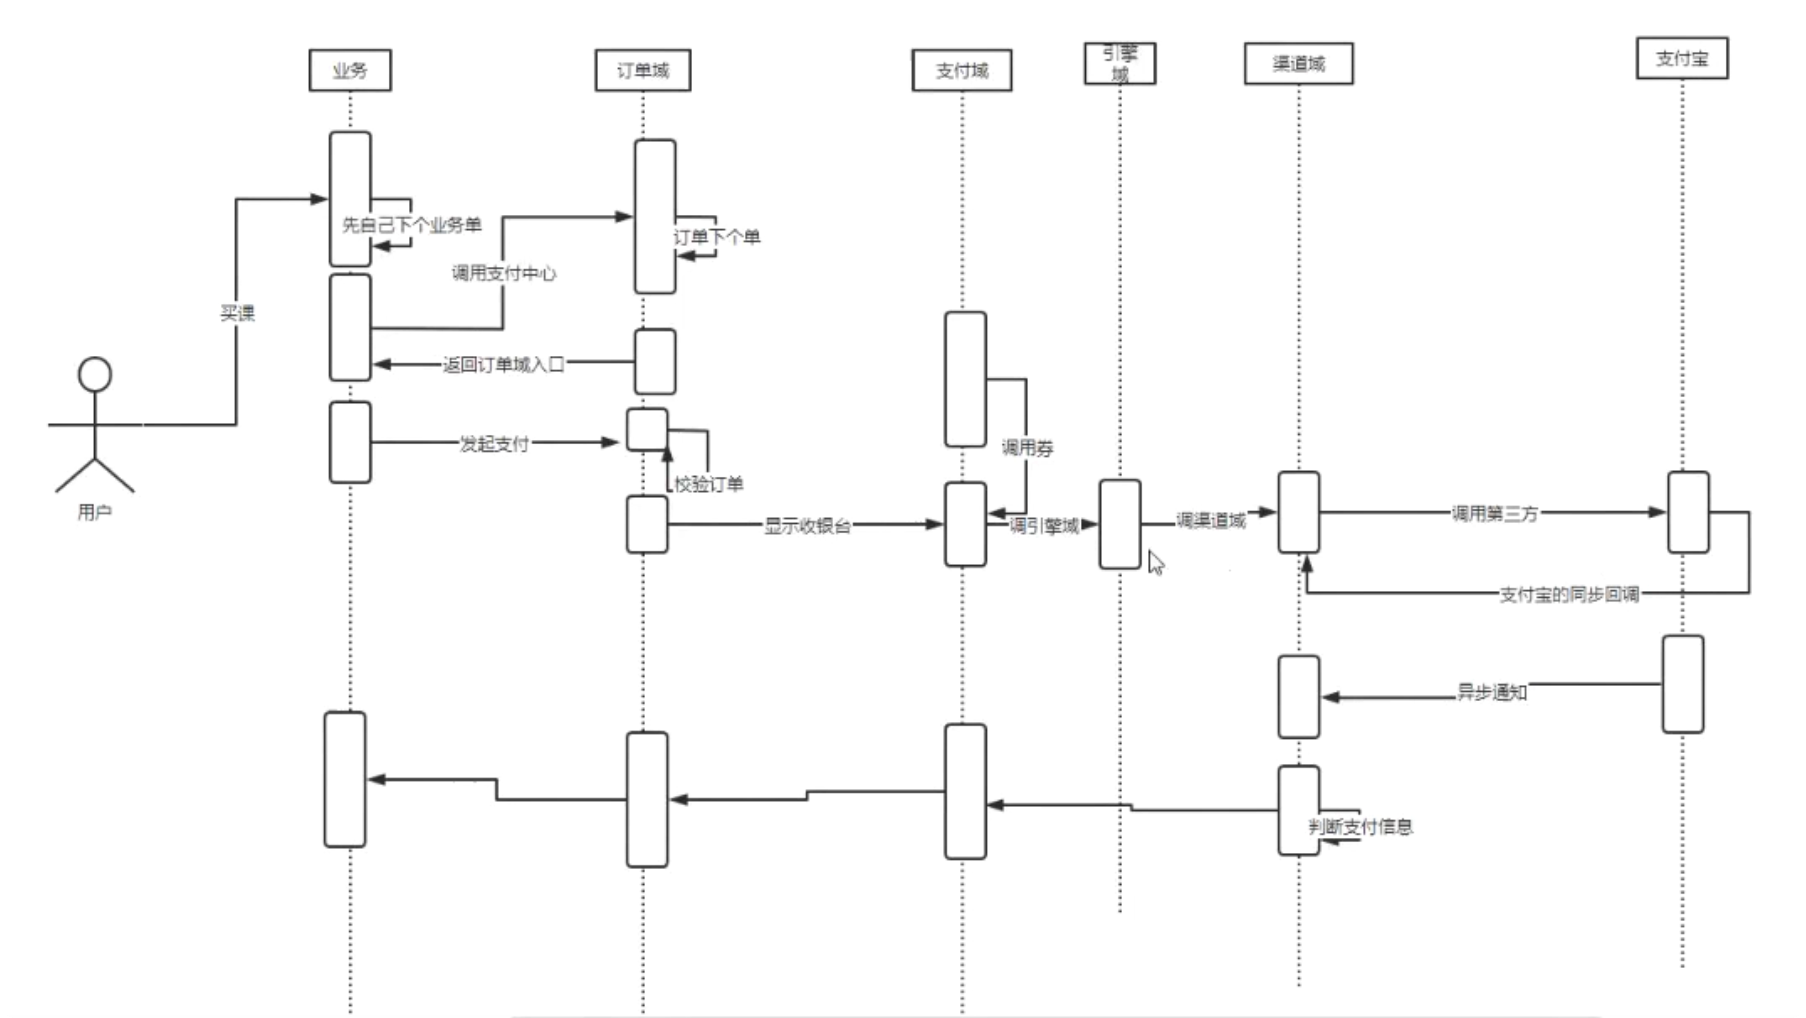 业务
订单域
支付域
引擎
域
渠道域
支付宝
先自己下个业务单
订单下个单
调用支付中心
买课
返回订单域入口
发起支付
调用券
校验订单
用户
显示收银台
调引擎域
调渠道域
调用第三方
支付宝的同步回调
异步通知
判断支付信息